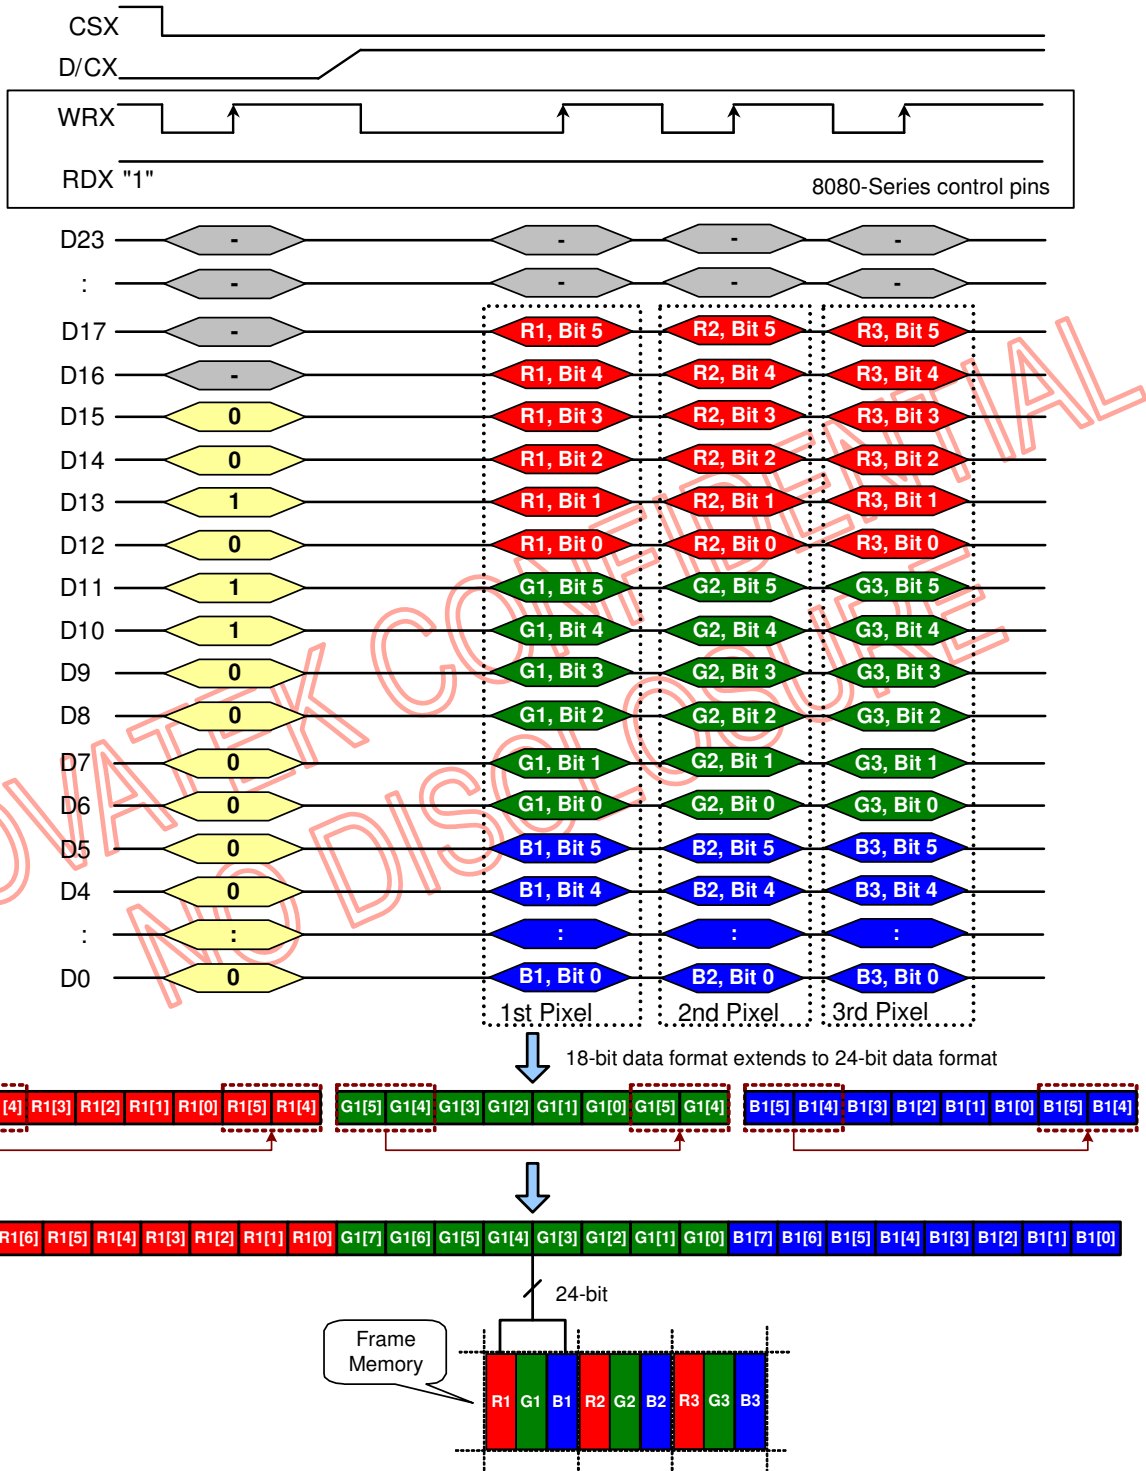 CSX
D/CX
WRX
RDX "1"
8080-Series control pins
D23 - - - -
: - - - -
D17 - R1, Bit 5 R2, Bit 5 R3, Bit 5
D16 - R1, Bit 4 R2, Bit 4 R3, Bit 4
D15 0 R1, Bit 3 R2, Bit 3 R3, Bit 3
D14 0 R1, Bit 2 R2, Bit 2 R3, Bit 2
D13 1 R1, Bit 1 R2, Bit 1 R3, Bit 1
D12 0 R1, Bit 0 R2, Bit 0 R3, Bit 0
D11 1 G1, Bit 5 G2, Bit 5 G3, Bit 5
D10 1 G1, Bit 4 G2, Bit 4 G3, Bit 4
D9 0 G1, Bit 3 G2, Bit 3 G3, Bit 3
D8 0 G1, Bit 2 G2, Bit 2 G3, Bit 2
D7 0 G1, Bit 1 G2, Bit 1 G3, Bit 1
D6 0 G1, Bit 0 G2, Bit 0 G3, Bit 0
D5 0 B1, Bit 5 B2, Bit 5 B3, Bit 5
D4 0 B1, Bit 4 B2, Bit 4 B3, Bit 4
: : : : :
D0 0 B1, Bit 0 B2, Bit 0 B3, Bit 0
1st Pixel 2nd Pixel 3rd Pixel
OVATEK CONFIDENTIAL
NO DISCLOSURE
18-bit data format extends to 24-bit data format
[4] R1[3] R1[2] R1[1] R1[0] R1[5] R1[4] G1[5] G1[4] G1[3] G1[2] G1[1] G1[0] G1[5] G1[4] B1[5] B1[4] B1[3] B1[2] B1[1] B1[0] B1[5] B1[4]
R1[6] R1[5] R1[4] R1[3] R1[2] R1[1] R1[0] G1[7] G1[6] G1[5] G1[4] G1[3] G1[2] G1[1] G1[0] B1[7] B1[6] B1[5] B1[4] B1[3] B1[2] B1[1] B1[0]
24-bit
Frame
Memory
R1 G1 B1 R2 G2 B2 R3 G3 B3